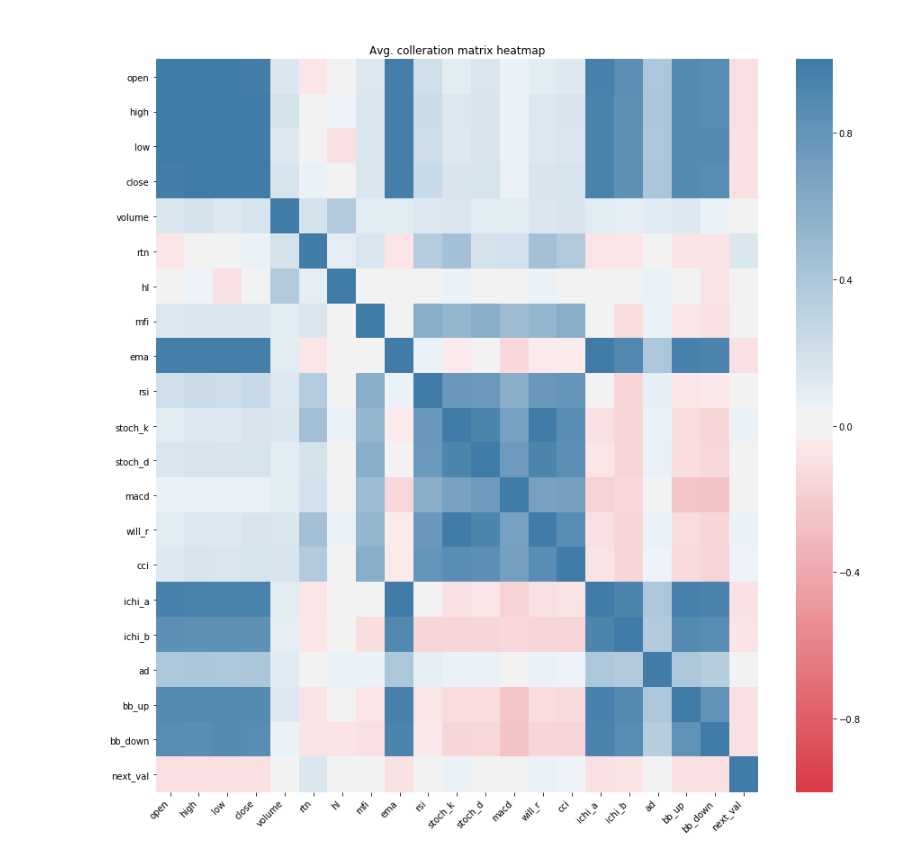 Avg. colleration matrix heatmap
open
high
low
close
volume
rtn
hl
mfi
ema
rsi
stoch_k
stoch_d
macd
will_r
cci
ichi_a
ichi_b
ad
bb_up
bb_down
next_val
open
high
low
close
volume
rtn
hl
mfi
ema
rsi
stoch_k
stoch_d
macd
will_r
cci
ichi_a
ichi_b
ad
bb_up
bb_down
next_val
0.8
0.4
0.0
−0.4
−0.8